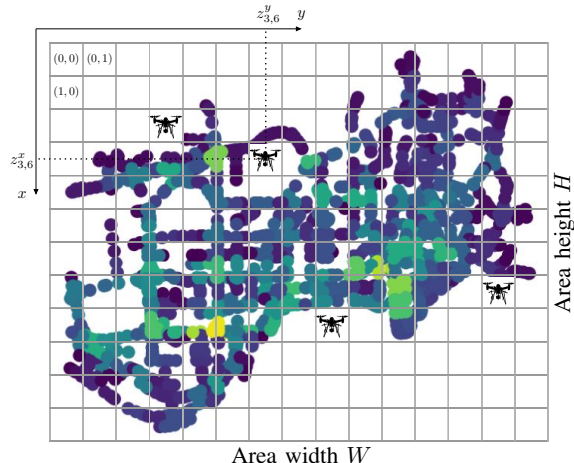 z^y_{3,6}
y
(0,0) (0,1)
(1,0)
z^x_{3,6}
x
Area height H
Area width W